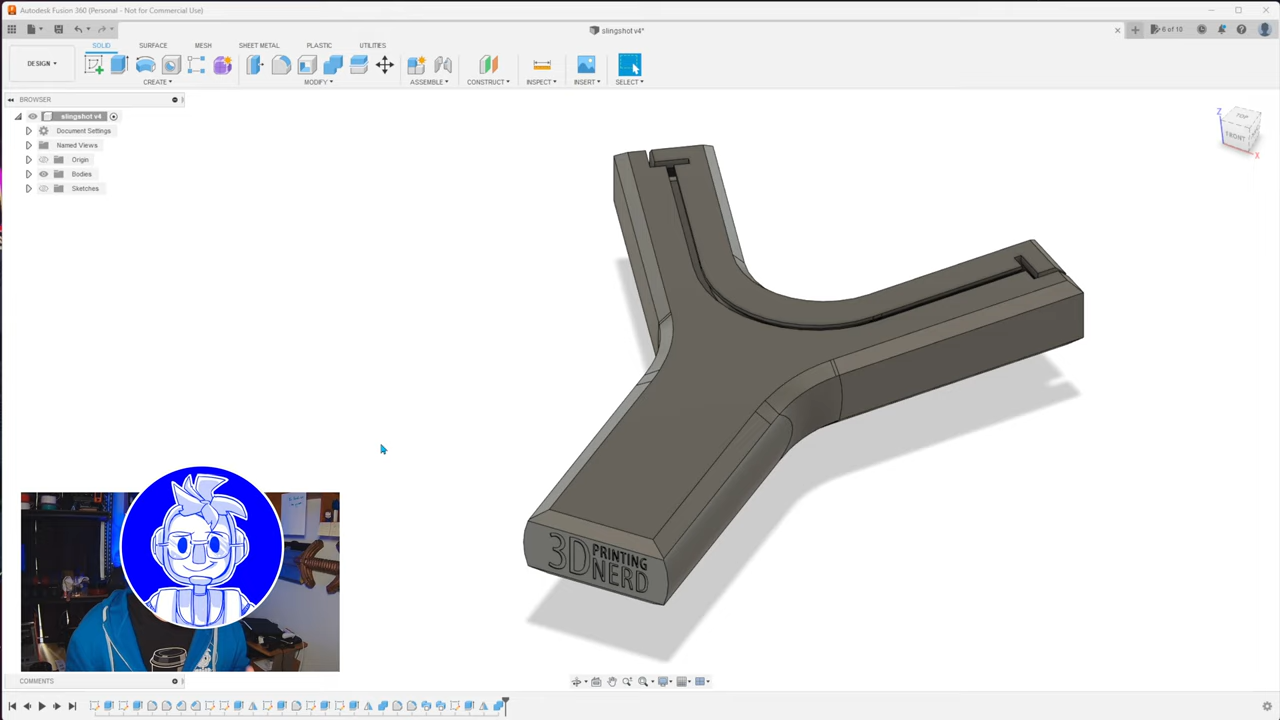 Autodesk Fusion 360 (Personal - Not for Commercial Use)
slingshot v4*
6 of 10
DESIGN
SOLID
SURFACE
MESH
SHEET METAL
PLASTIC
UTILITIES
CREATE
MODIFY
ASSEMBLE
CONSTRUCT
INSPECT
INSERT
SELECT
BROWSER
slingshot v4
Document Settings
Named Views
Origin
Bodies
Sketches
TOP
FRONT
Z
X
3D PRINTING
NERD
COMMENTS